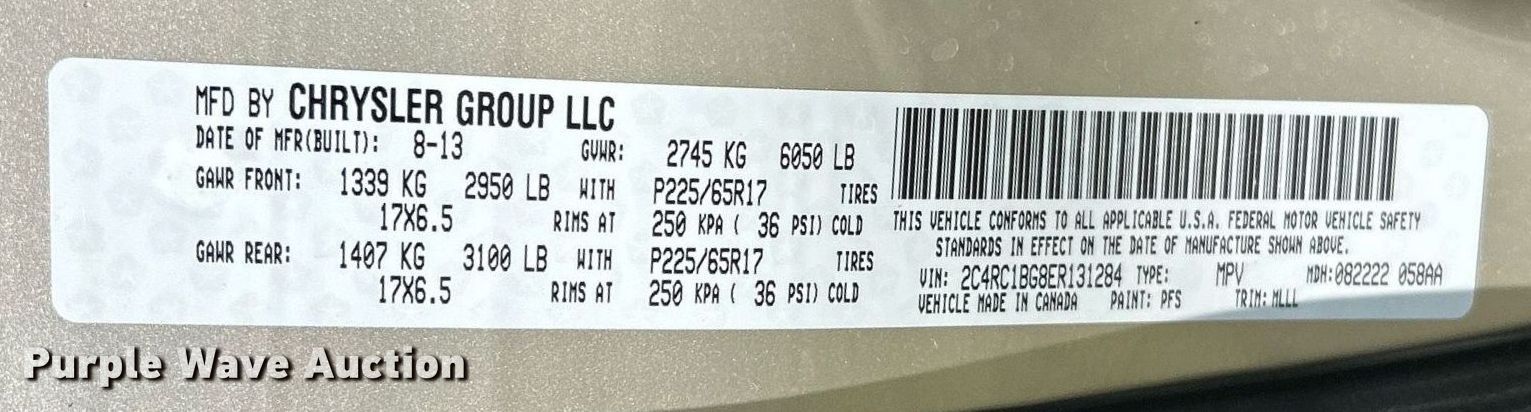 MFD BY CHRYSLER GROUP LLC
DATE OF MFR(BUILT): 8-13 GVWR: 2745 KG 6050 LB
GAWR FRONT: 1339 KG 2950 LB WITH P225/65R17 TIRES
17X6.5 RIMS AT 250 KPA ( 36 PSI) COLD
GAWR REAR: 1407 KG 3100 LB WITH P225/65R17 TIRES
17X6.5 RIMS AT 250 KPA ( 36 PSI) COLD
THIS VEHICLE CONFORMS TO ALL APPLICABLE U.S.A. FEDERAL MOTOR VEHICLE SAFETY
STANDARDS IN EFFECT ON THE DATE OF MANUFACTURE SHOWN ABOVE.
VIN: 2C4RC1BG8ER131284 TYPE: MPV MDH:082222 058AA
VEHICLE MADE IN CANADA PAINT: PFS TRIM: MLLL
Purple Wave Auction